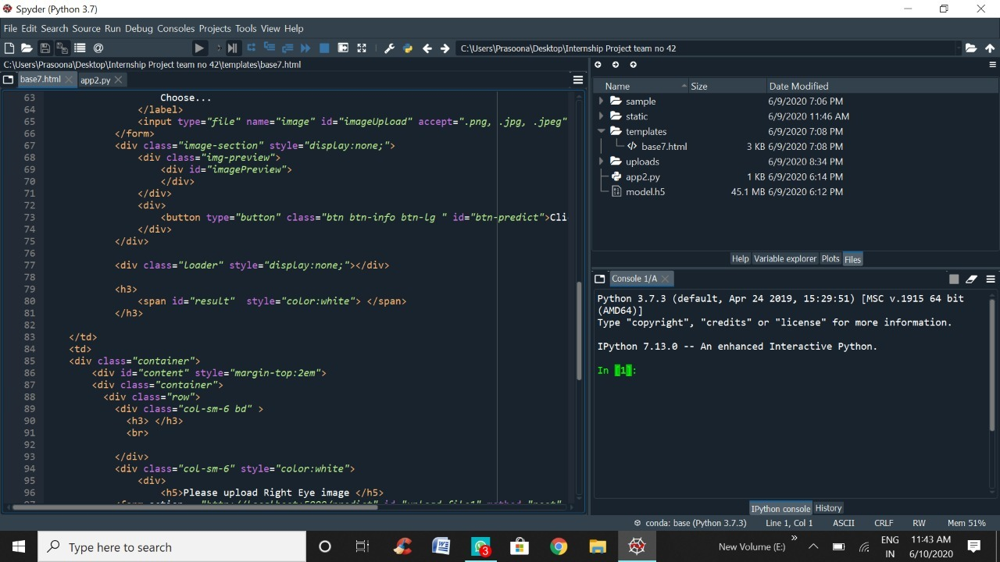 Spyder (Python 3.7)
File Edit Search Source Run Debug Consoles Projects Tools View Help
C:\Users\Prasoona\Desktop\Internship Project team no 42
C:\Users\Prasoona\Desktop\Internship Project team no 42\templates\base7.html
base7.html
app2.py
63 Choose...
64 </label>
65 <input type="file" name="image" id="imageUpload" accept=".png, .jpg, .jpeg"
66 </form>
67 <div class="image-section" style="display:none;">
68 <div class="img-preview">
69 <div id="imagePreview">
70 </div>
71 </div>
72 <div>
73 <button type="button" class="btn btn-info btn-lg " id="btn-predict">Cli
74 </div>
75 </div>
76
77 <div class="loader" style="display:none;"></div>
78
79 <h3>
80 <span id="result"  style="color:white"> </span>
81 </h3>
82
83 </td>
84 <td>
85 <div class="container">
86 <div id="content" style="margin-top:2em">
87 <div class="container">
88 <div class="row">
89 <div class="col-sm-6 bd" >
90 <h3> </h3>
91 <br>
92
93 </div>
94 <div class="col-sm-6" style="color:white">
95 <div>
96 <h5>Please upload Right Eye image </h5>
Name Size Date Modified
sample 6/9/2020 7:06 PM
static 6/9/2020 11:46 AM
templates 6/9/2020 7:08 PM
base7.html 3 KB 6/9/2020 7:08 PM
uploads 6/9/2020 8:34 PM
app2.py 1 KB 6/9/2020 6:14 PM
model.h5 45.1 MB 6/9/2020 6:12 PM
Help Variable explorer Plots Files
Console 1/A
Python 3.7.3 (default, Apr 24 2019, 15:29:51) [MSC v.1915 64 bit
(AMD64)]
Type "copyright", "credits" or "license" for more information.
IPython 7.13.0 -- An enhanced Interactive Python.
In [1]:
IPython console History
conda: base (Python 3.7.3) Line 1, Col 1 ASCII CRLF RW Mem 51%
Type here to search
3
New Volume (E:)
ENG
IN
11:43 AM
6/10/2020